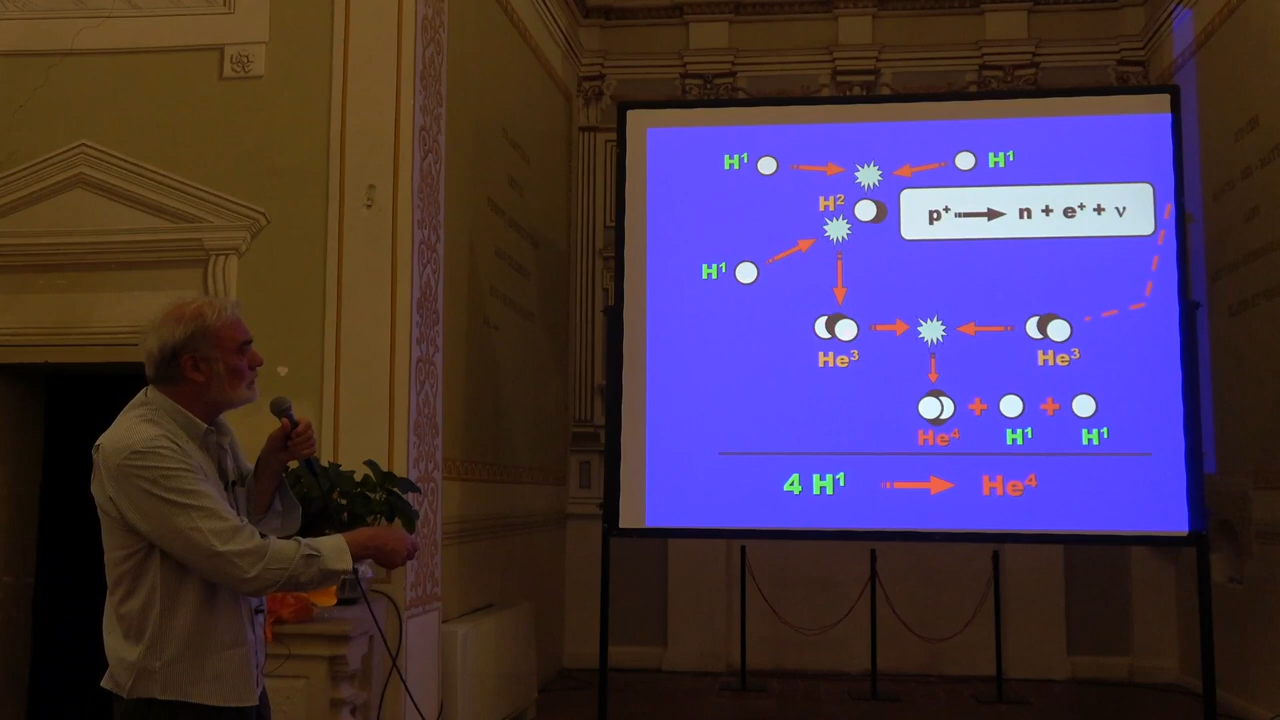 H¹ H¹
H²
p⁺ → n + e⁺ + ν
H¹
He³ He³
+ +
He⁴ H¹ H¹
4 H¹ → He⁴